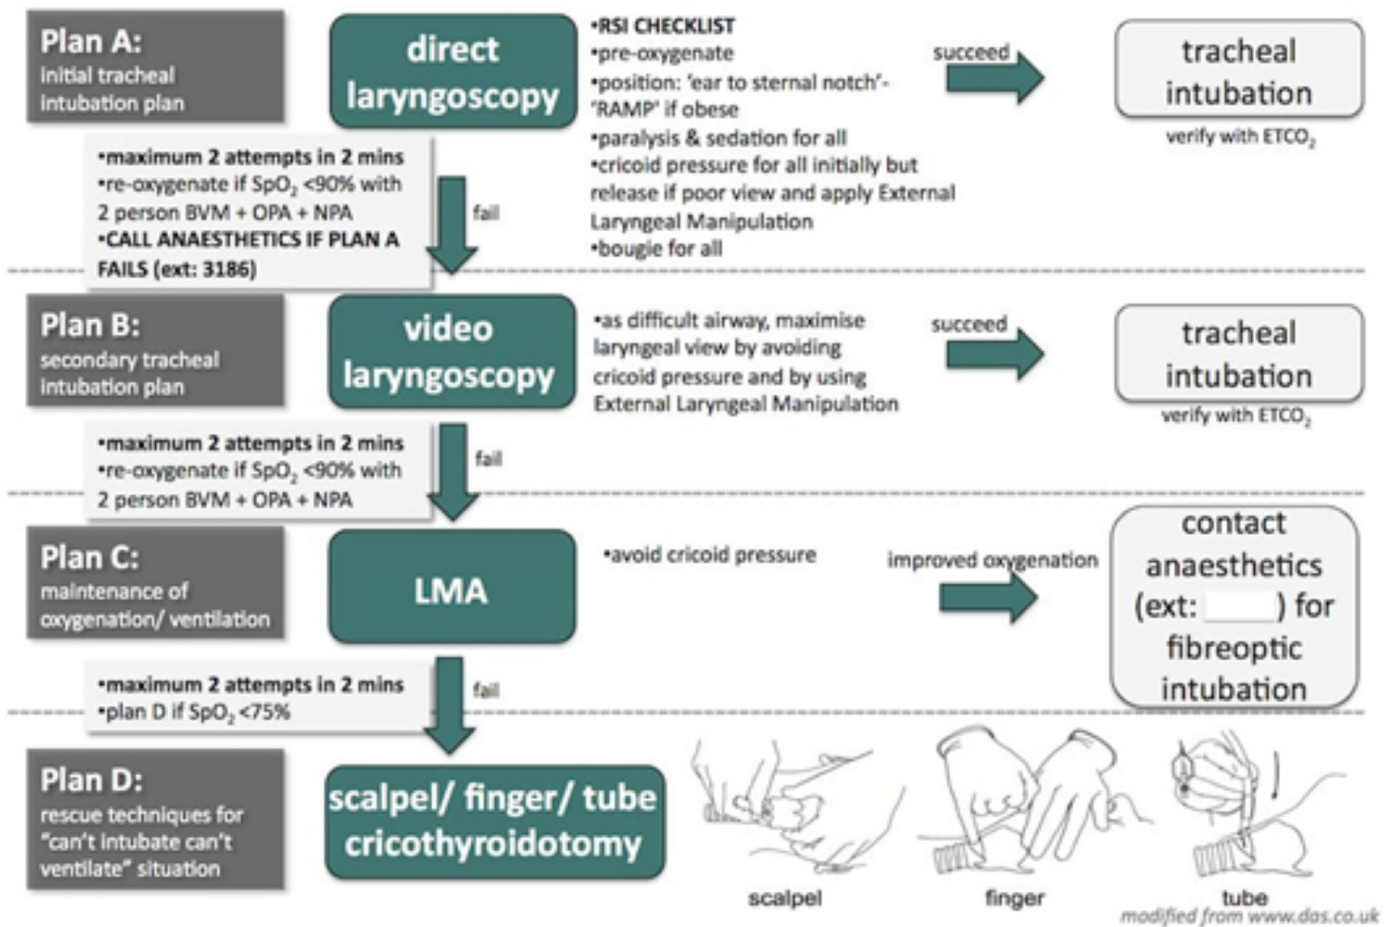 Plan A:
initial tracheal
intubation plan
direct
laryngoscopy
•RSI CHECKLIST
•pre-oxygenate
•position: ‘ear to sternal notch’-
‘RAMP' if obese
•paralysis & sedation for all
•cricoid pressure for all initially but
release if poor view and apply External
Laryngeal Manipulation
•bougie for all
succeed
tracheal
intubation
verify with ETCO₂
•maximum 2 attempts in 2 mins
•re-oxygenate if SpO₂ <90% with
2 person BVM + OPA + NPA
•CALL ANAESTHETICS IF PLAN A
FAILS (ext: 3186)
fail
Plan B:
secondary tracheal
intubation plan
video
laryngoscopy
•as difficult airway, maximise
laryngeal view by avoiding
cricoid pressure and by using
External Laryngeal Manipulation
succeed
tracheal
intubation
verify with ETCO₂
•maximum 2 attempts in 2 mins
•re-oxygenate if SpO₂ <90% with
2 person BVM + OPA + NPA
fail
Plan C:
maintenance of
oxygenation/ ventilation
LMA
•avoid cricoid pressure
improved oxygenation
contact
anaesthetics
(ext: ) for
fibreoptic
intubation
•maximum 2 attempts in 2 mins
•plan D if SpO₂ <75%
fail
Plan D:
rescue techniques for
“can’t intubate can’t
ventilate” situation
scalpel/ finger/ tube
cricothyroidotomy
scalpel
finger
tube
modified from www.das.co.uk